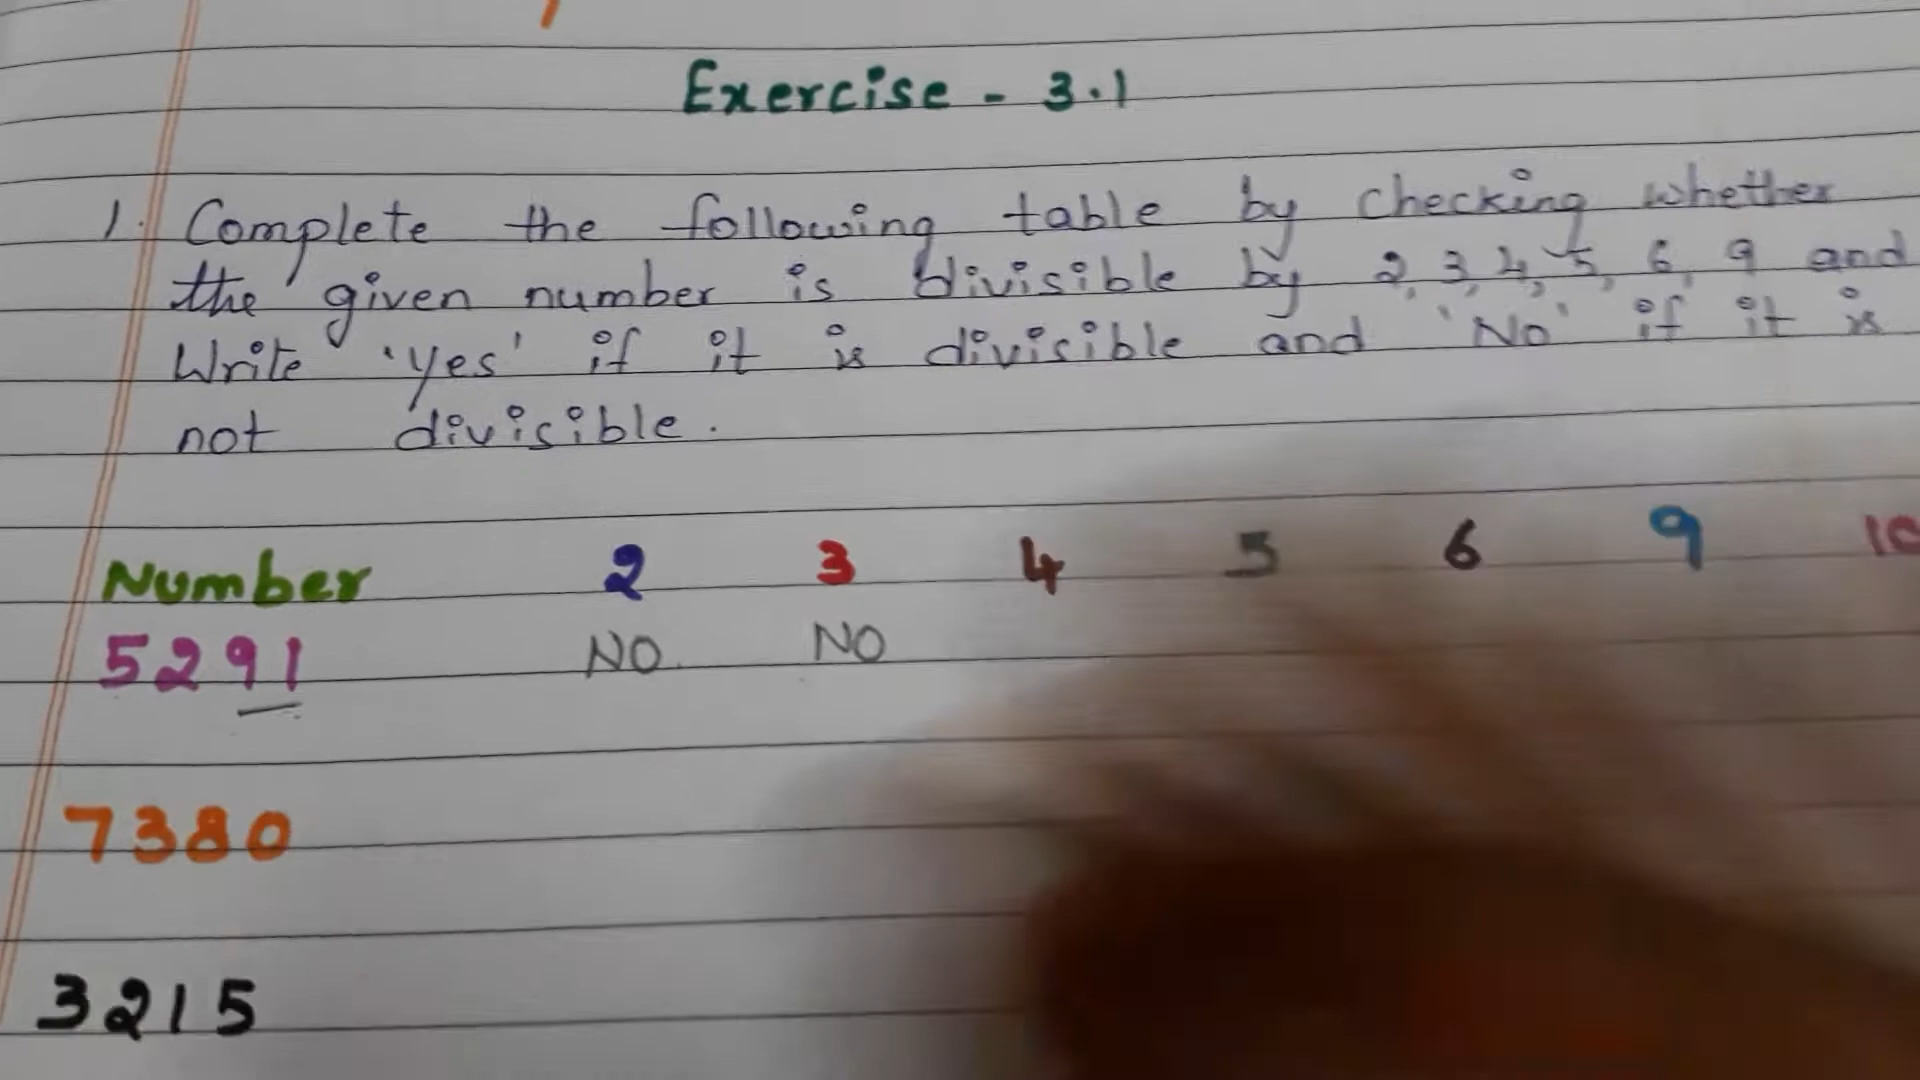 Exercise - 3.1
1. Complete the following table by checking whether
the given number is divisible by 2, 3, 4, 5, 6, 9 and
Write 'yes' if it is divisible and 'No' if it is
not divisible.
Number 2 3 4 5 6 9 10
5291 NO NO
7380
3215